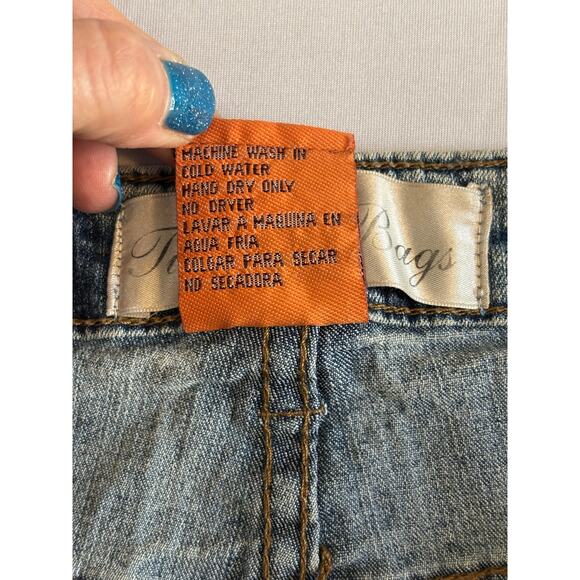 MACHINE WASH IN
COLD WATER
HAND DRY ONLY
NO DRYER
LAVAR A MAQUINA EN
AGUA FRIA
COLGAR PARA SECAR
NO SECADORA
Bags